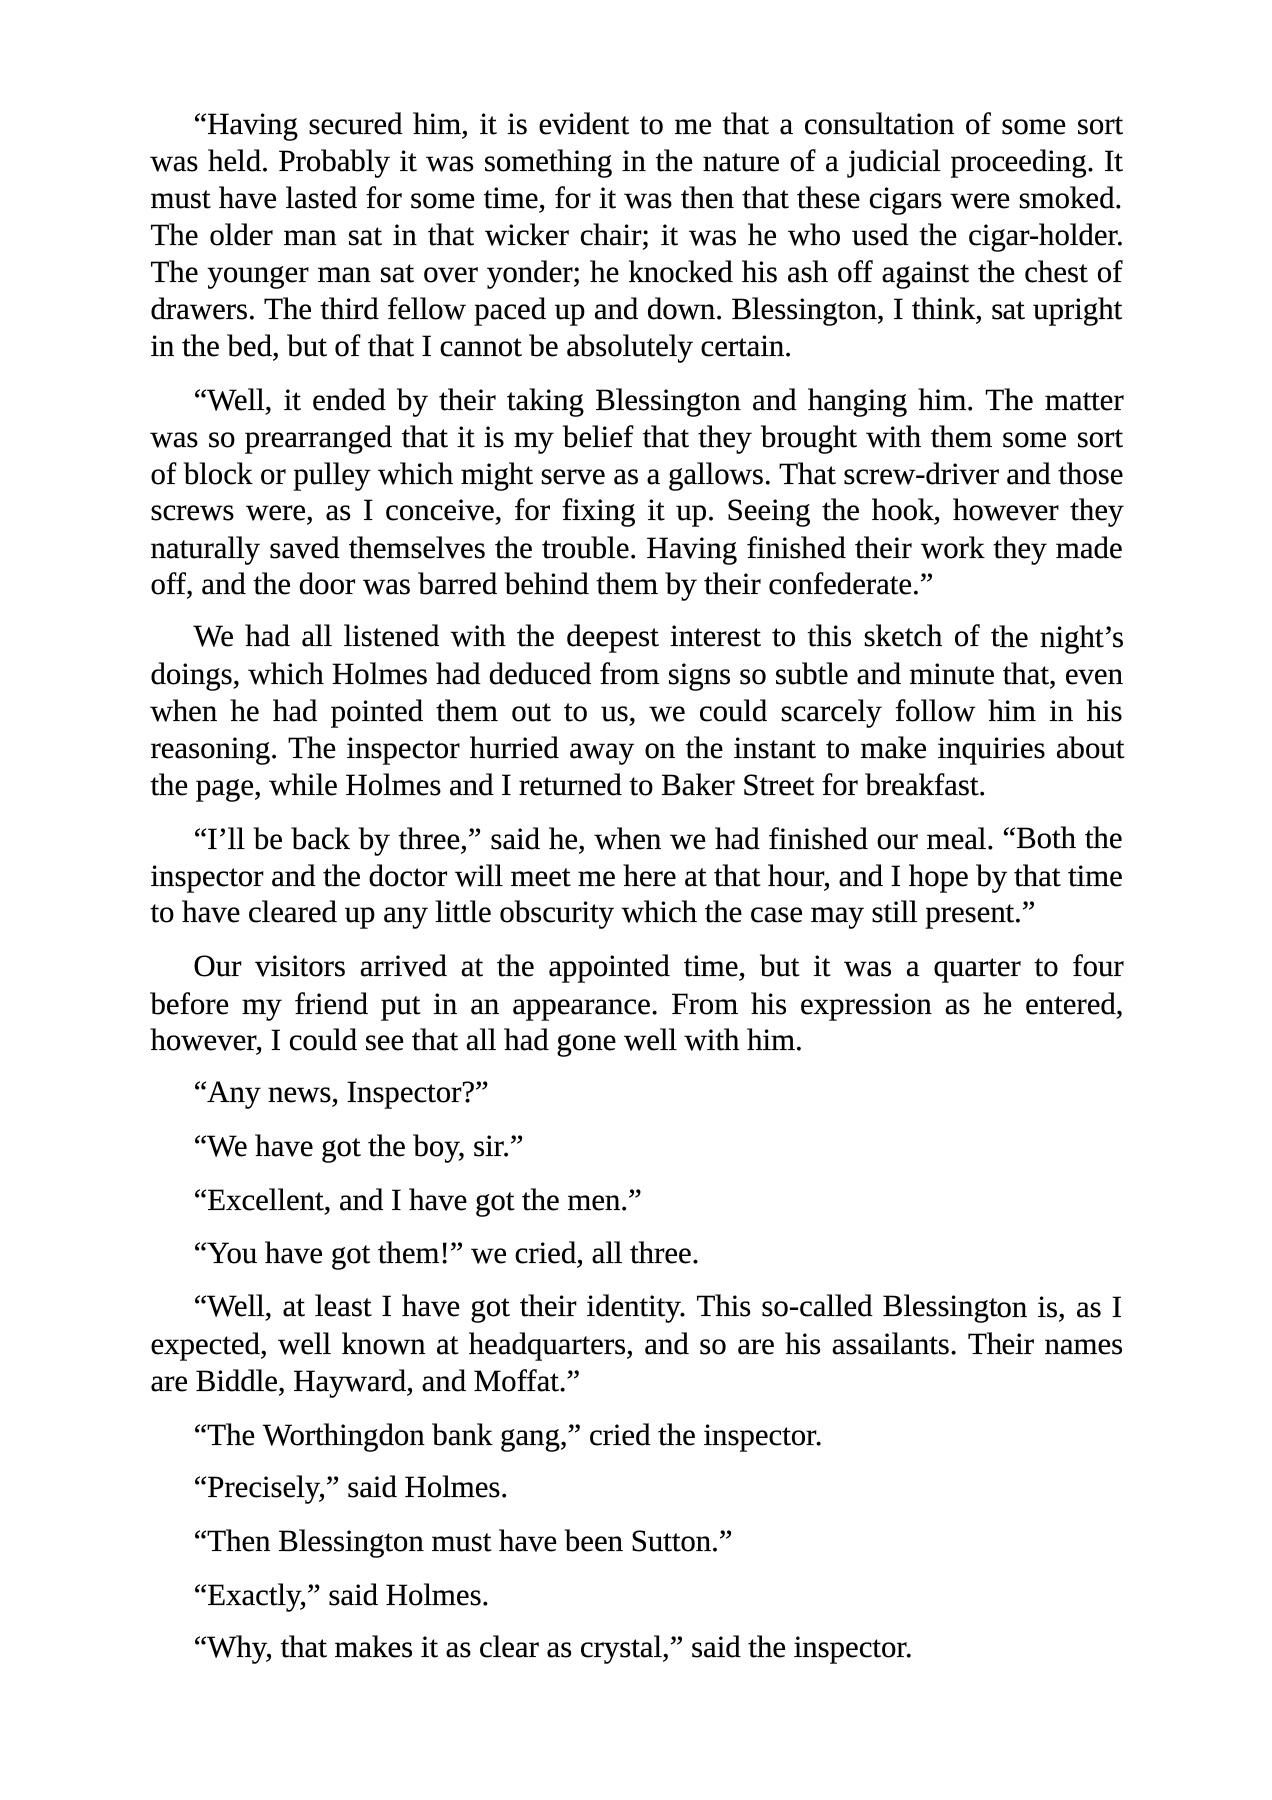 “Having secured him, it is evident to me that a consultation of some sort
was held. Probably it was something in the nature of a judicial proceeding. It
must have lasted for some time, for it was then that these cigars were smoked.
The older man sat in that wicker chair; it was he who used the cigar-holder.
The younger man sat over yonder; he knocked his ash off against the chest of
drawers. The third fellow paced up and down. Blessington, I think, sat upright
in the bed, but of that I cannot be absolutely certain.
“Well, it ended by their taking Blessington and hanging him. The matter
was so prearranged that it is my belief that they brought with them some sort
of block or pulley which might serve as a gallows. That screw-driver and those
screws were, as I conceive, for fixing it up. Seeing the hook, however they
naturally saved themselves the trouble. Having finished their work they made
off, and the door was barred behind them by their confederate.”
We had all listened with the deepest interest to this sketch of the night’s
doings, which Holmes had deduced from signs so subtle and minute that, even
when he had pointed them out to us, we could scarcely follow him in his
reasoning. The inspector hurried away on the instant to make inquiries about
the page, while Holmes and I returned to Baker Street for breakfast.
“I’ll be back by three,” said he, when we had finished our meal. “Both the
inspector and the doctor will meet me here at that hour, and I hope by that time
to have cleared up any little obscurity which the case may still present.”
Our visitors arrived at the appointed time, but it was a quarter to four
before my friend put in an appearance. From his expression as he entered,
however, I could see that all had gone well with him.
“Any news, Inspector?”
“We have got the boy, sir.”
“Excellent, and I have got the men.”
“You have got them!” we cried, all three.
“Well, at least I have got their identity. This so-called Blessington is, as I
expected, well known at headquarters, and so are his assailants. Their names
are Biddle, Hayward, and Moffat.”
“The Worthingdon bank gang,” cried the inspector.
“Precisely,” said Holmes.
“Then Blessington must have been Sutton.”
“Exactly,” said Holmes.
“Why, that makes it as clear as crystal,” said the inspector.